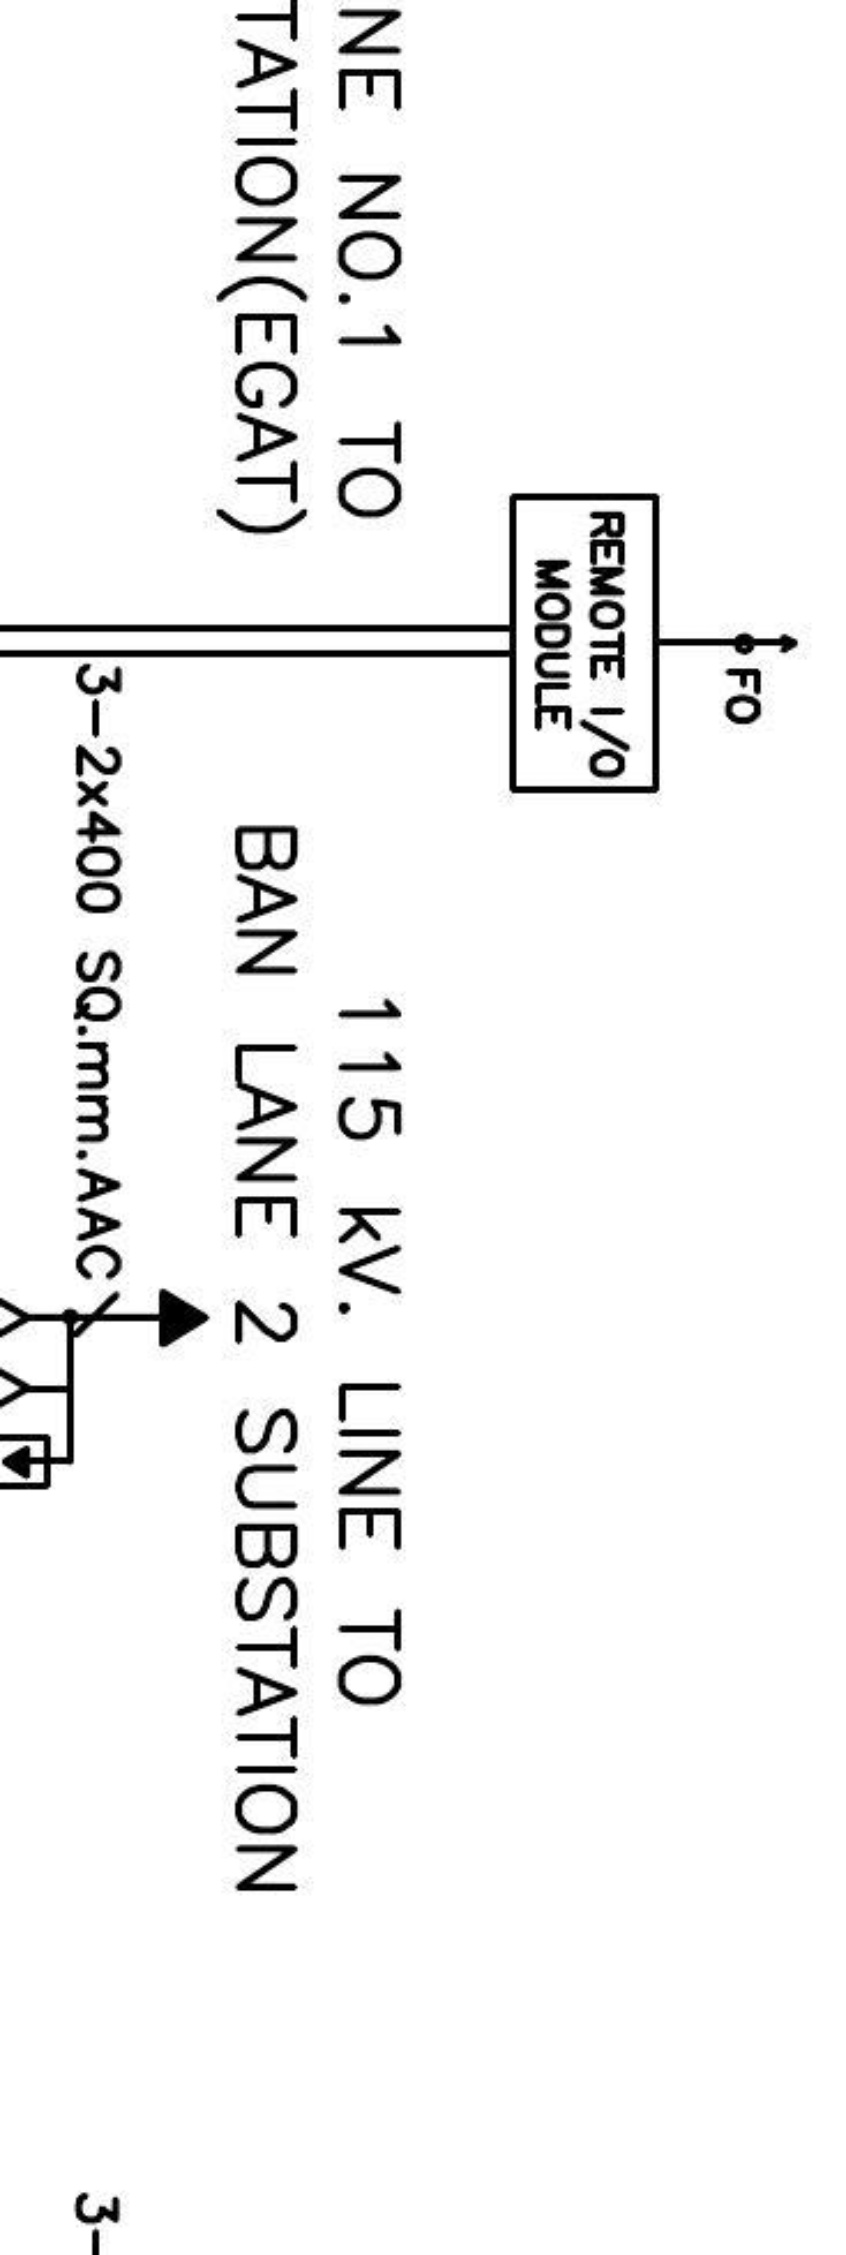 FO
REMOTE I/O
MODULE
NE NO.1 TO
TATION(EGAT)
115 kV. LINE TO
BAN LANE 2 SUBSTATION
3-2x400 SQ.mm.AAC
3-